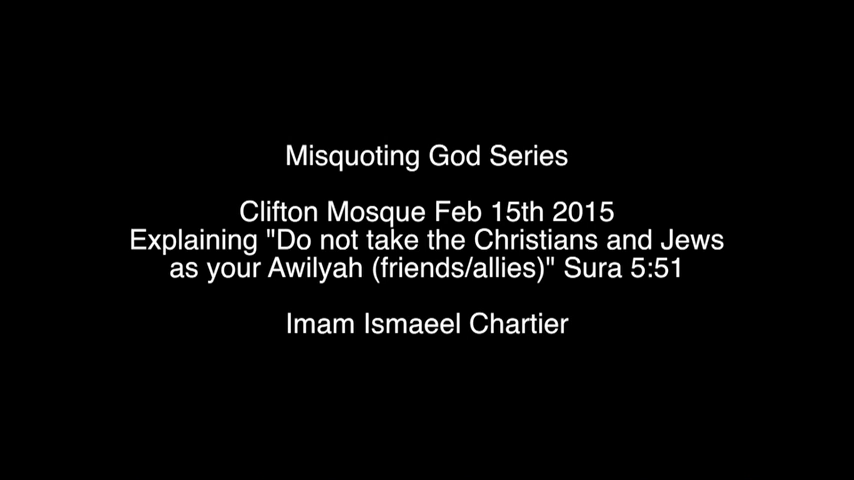 Misquoting God Series
Clifton Mosque Feb 15th 2015
Explaining "Do not take the Christians and Jews
as your Awilyah (friends/allies)" Sura 5:51
Imam Ismaeel Chartier